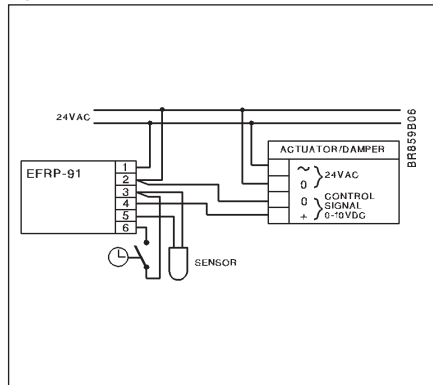 24VAC
BR859B06
ACTUATOR/DAMPER
EFRP-91
1
2
3
4
5
6
~
0
24VAC
0
+
CONTROL
SIGNAL
0-10VDC
SENSOR